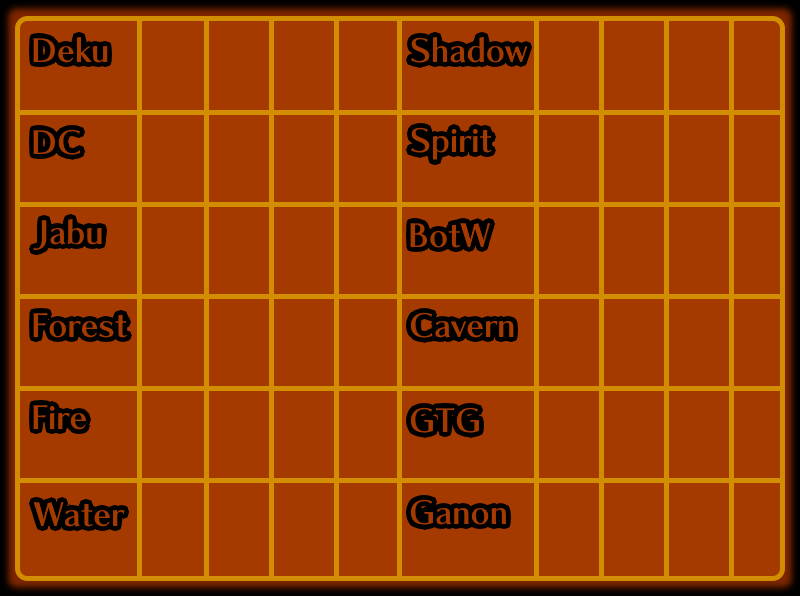 Deku
Shadow
DC
Spirit
Jabu
BotW
Forest
Cavern
Fire
GTG
Water
Ganon